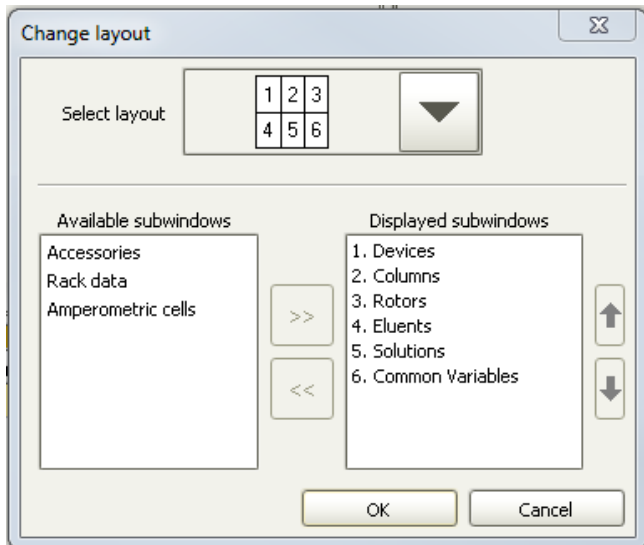 Change layout
Select layout
1 2 3
4 5 6
Available subwindows
Accessories
Rack data
Amperometric cells
>>
<<
Displayed subwindows
1. Devices
2. Columns
3. Rotors
4. Eluents
5. Solutions
6. Common Variables
OK
Cancel